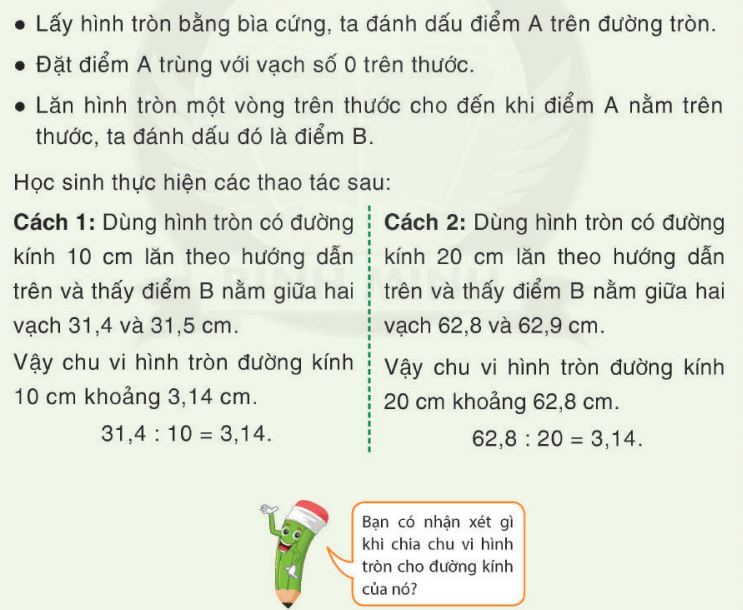 • Lấy hình tròn bằng bìa cứng, ta đánh dấu điểm A trên đường tròn.
• Đặt điểm A trùng với vạch số 0 trên thước.
• Lăn hình tròn một vòng trên thước cho đến khi điểm A nằm trên
thước, ta đánh dấu đó là điểm B.
Học sinh thực hiện các thao tác sau:
Cách 1: Dùng hình tròn có đường
kính 10 cm lăn theo hướng dẫn
trên và thấy điểm B nằm giữa hai
vạch 31,4 và 31,5 cm.
Vậy chu vi hình tròn đường kính
10 cm khoảng 3,14 cm.
31,4 : 10 = 3,14.
Cách 2: Dùng hình tròn có đường
kính 20 cm lăn theo hướng dẫn
trên và thấy điểm B nằm giữa hai
vạch 62,8 và 62,9 cm.
Vậy chu vi hình tròn đường kính
20 cm khoảng 62,8 cm.
62,8 : 20 = 3,14.
Bạn có nhận xét gì
khi chia chu vi hình
tròn cho đường kính
của nó?